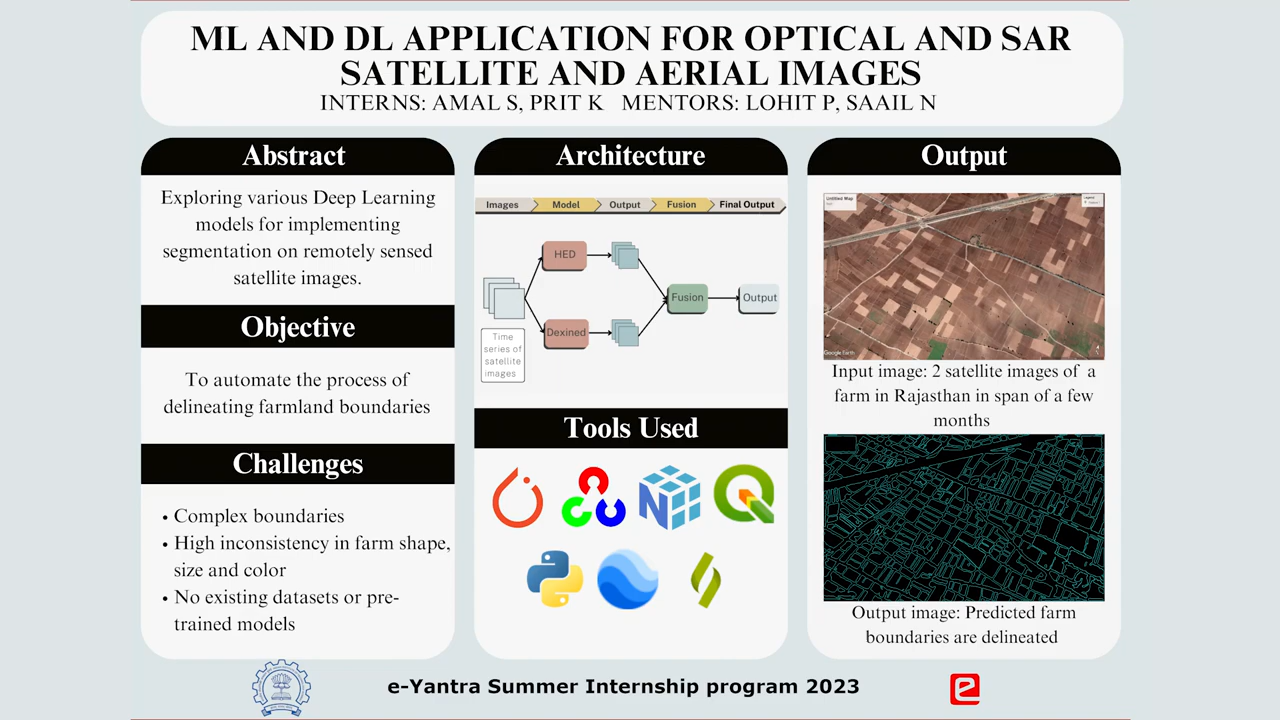 ML AND DL APPLICATION FOR OPTICAL AND SAR
SATELLITE AND AERIAL IMAGES
INTERNS: AMAL S, PRIT K MENTORS: LOHIT P, SAAIL N
Abstract
Exploring various Deep Learning
models for implementing
segmentation on remotely sensed
satellite images.
Objective
To automate the process of
delineating farmland boundaries
Challenges
• Complex boundaries
• High inconsistency in farm shape,
size and color
• No existing datasets or pre-
trained models
Architecture
Images Model Output Fusion Final Output
HED
Dexined
Fusion
Output
Time
series of
satellite
images
Tools Used
Output
Untitled Map
Google Earth
Input image: 2 satellite images of a
farm in Rajasthan in span of a few
months
Output image: Predicted farm
boundaries are delineated
e-Yantra Summer Internship program 2023